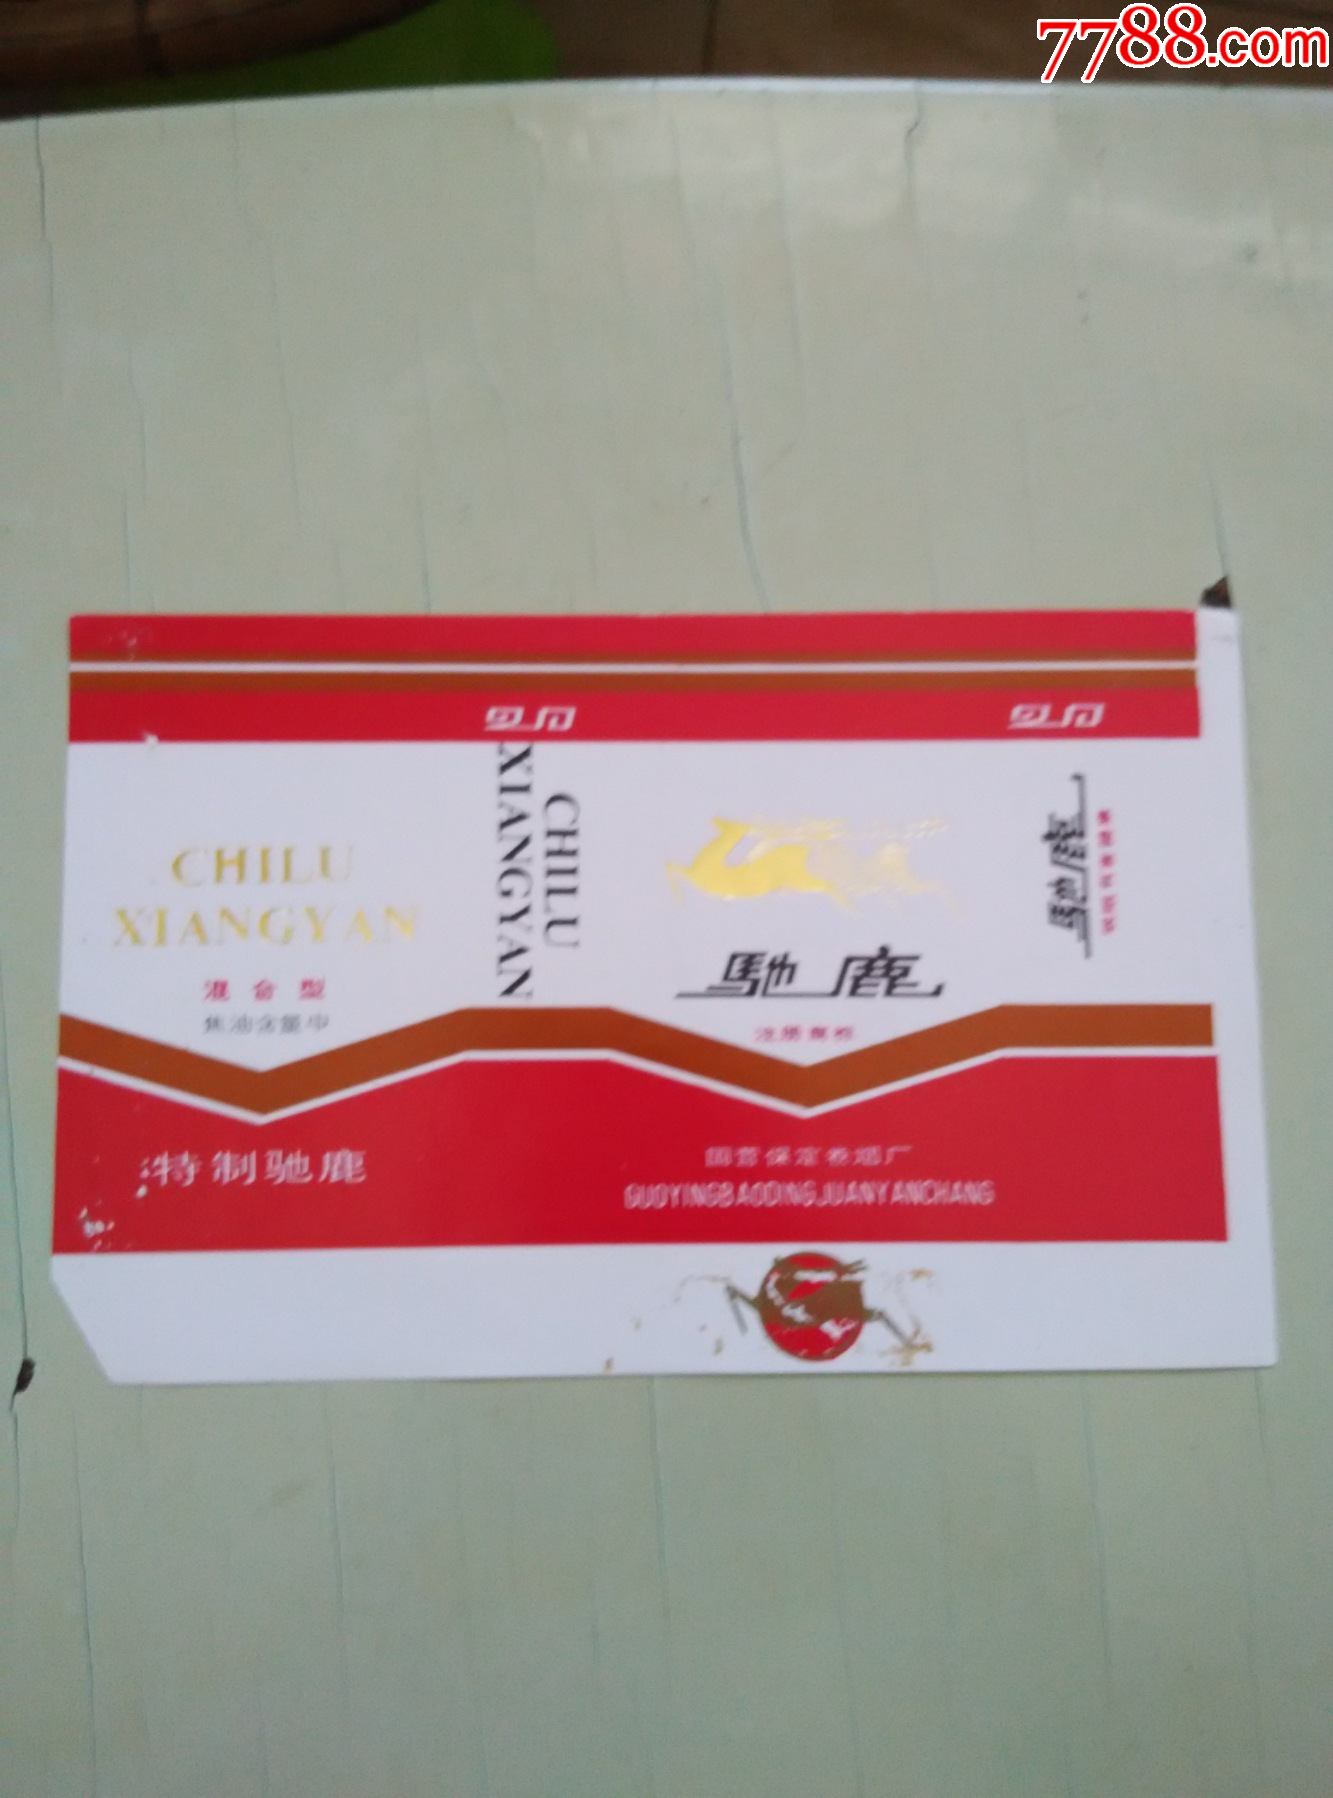 7788.com
CHILU
XIANGYAN
混合型
焦油含量中
特制驰鹿
CHILU
XIANGYAN
馳鹿
注册商标
国营保定卷烟厂
GUOYINGBAODINGJUANYANCHANG
馳鹿